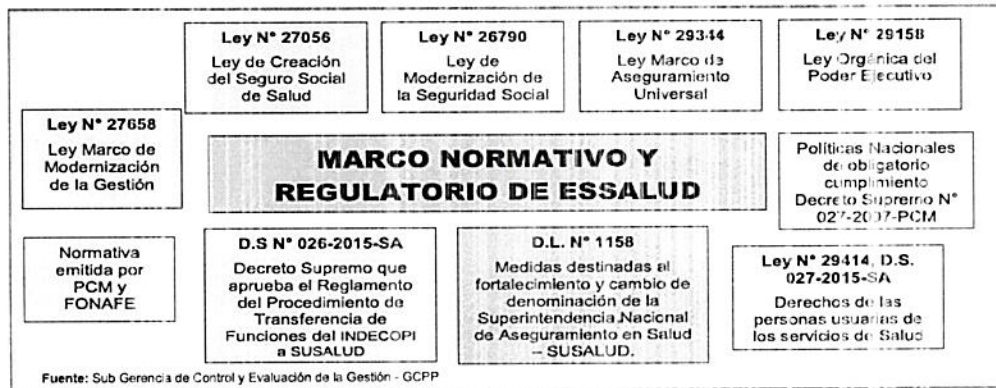 Ley N° 27056
Ley de Creación
del Seguro Social
de Salud
Ley N° 26790
Ley de
Modernización de
la Seguridad Social
Ley N° 29344
Ley Marco de
Aseguramiento
Universal
Ley N° 29158
Ley Orgánica del
Poder Ejecutivo
Ley N° 27658
Ley Marco de
Modernización
de la Gestión
MARCO NORMATIVO Y
REGULATORIO DE ESSALUD
Políticas Nacionales
de obligatorio
cumplimiento
Decreto Supremo N°
027-2007-PCM
Normativa
emitida por
PCM y
FONAFE
D.S N° 026-2015-SA
Decreto Supremo que
aprueba el Reglamento
del Procedimiento de
Transferencia de
Funciones del INDECOPI
a SUSALUD
D.L. N° 1158
Medidas destinadas al
fortalecimiento y cambio de
denominación de la
Superintendencia Nacional
de Aseguramiento en Salud
– SUSALUD.
Ley N° 29414, D.S.
027-2015-SA
Derechos de las
personas usuarias de
los servicios de Salud
Fuente: Sub Gerencia de Control y Evaluación de la Gestión - GCPP